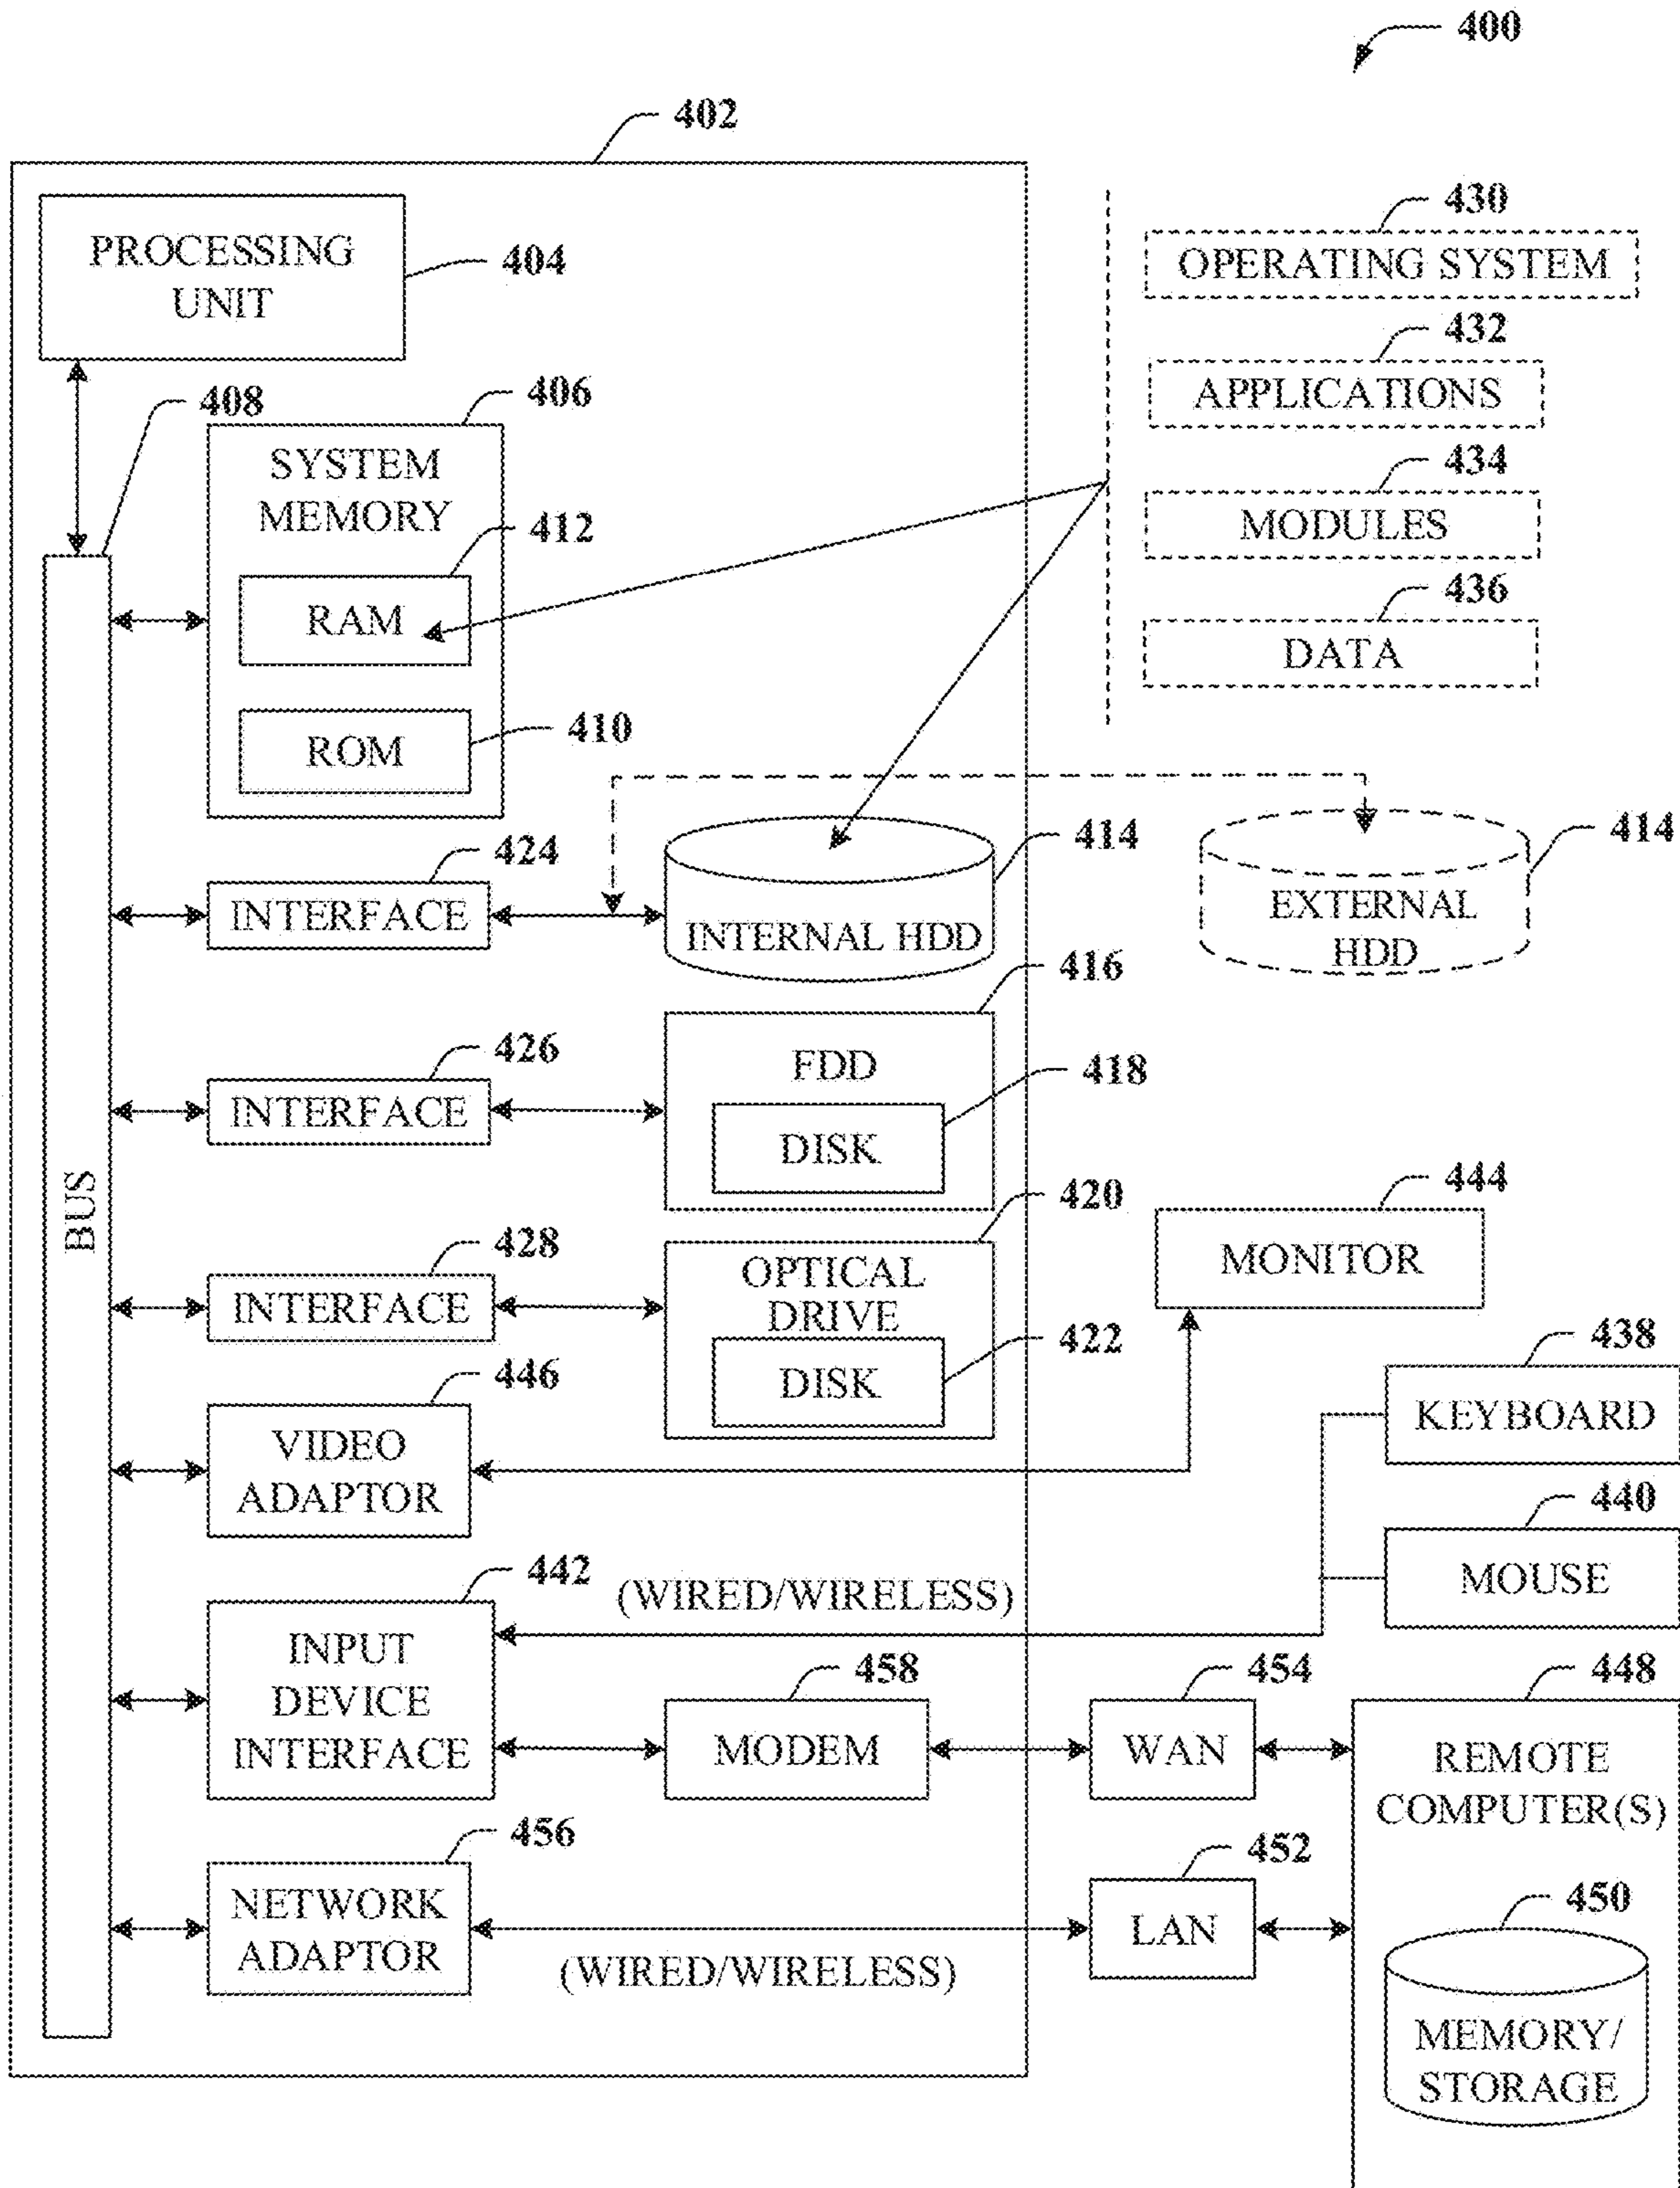 400
402
PROCESSING
UNIT
404
430
OPERATING SYSTEM
432
APPLICATIONS
434
MODULES
436
DATA
408
406
SYSTEM
MEMORY
412
RAM
410
ROM
BUS
424
INTERFACE
414
INTERNAL HDD
414
EXTERNAL
HDD
426
INTERFACE
416
FDD
418
DISK
428
INTERFACE
420
OPTICAL
DRIVE
422
DISK
444
MONITOR
446
VIDEO
ADAPTOR
438
KEYBOARD
440
MOUSE
442
INPUT
DEVICE
INTERFACE
(WIRED/WIRELESS)
458
MODEM
454
WAN
448
REMOTE
COMPUTER(S)
456
NETWORK
ADAPTOR
(WIRED/WIRELESS)
452
LAN
450
MEMORY/
STORAGE